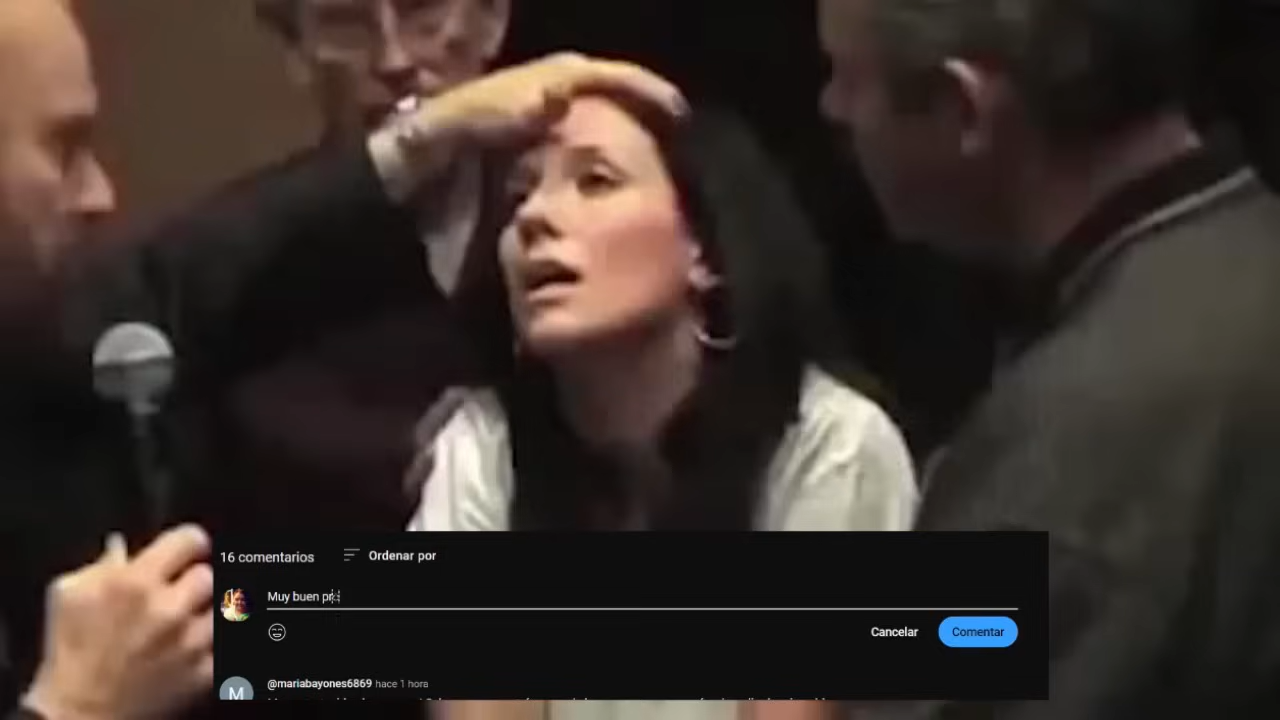 16 comentarios Ordenar por
Muy buen pr
Cancelar Comentar
M @mariabayones6869 hace 1 hora